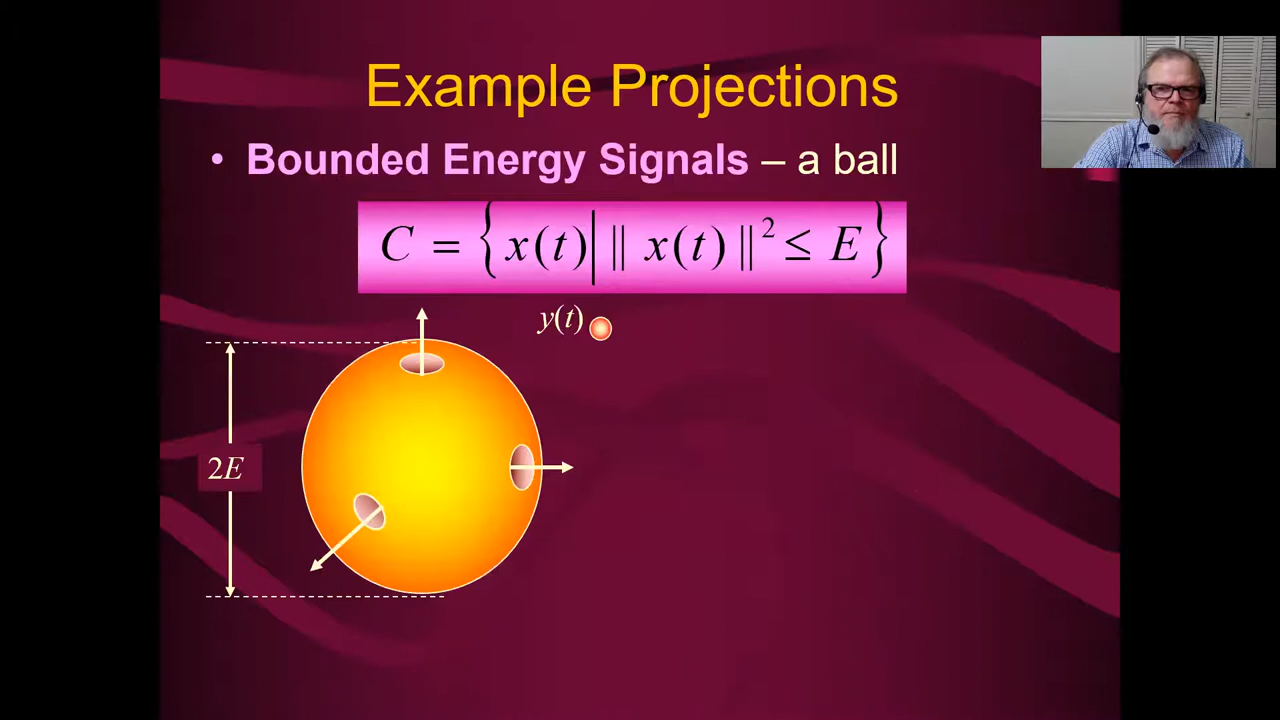 Example Projections
• Bounded Energy Signals – a ball
C = { x(t) | ‖ x(t) ‖² ≤ E }
y(t)
2E